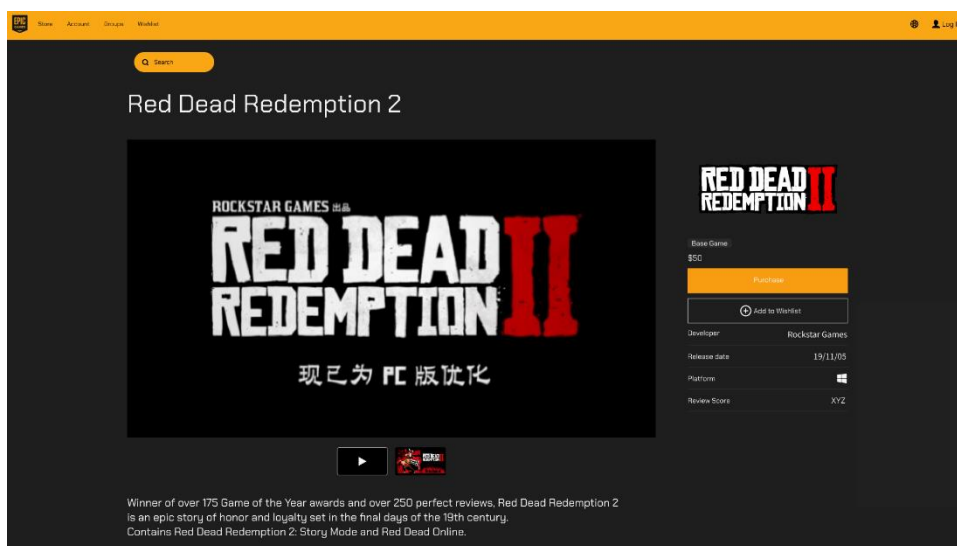 EPIC
GAMES
Store Account Groups Wishlist
Search
Red Dead Redemption 2
ROCKSTAR GAMES 出品
RED DEAD
REDEMPTION II
现已为 PC 版优化
RED DEAD
REDEMPTION II
Base Game
$50
Purchase
Add to Wishlist
Developer Rockstar Games
Release date 19/11/05
Platform
Review Score XYZ
Winner of over 175 Game of the Year awards and over 250 perfect reviews, Red Dead Redemption 2
is an epic story of honor and loyalty set in the final days of the 19th century.
Contains Red Dead Redemption 2: Story Mode and Red Dead Online.